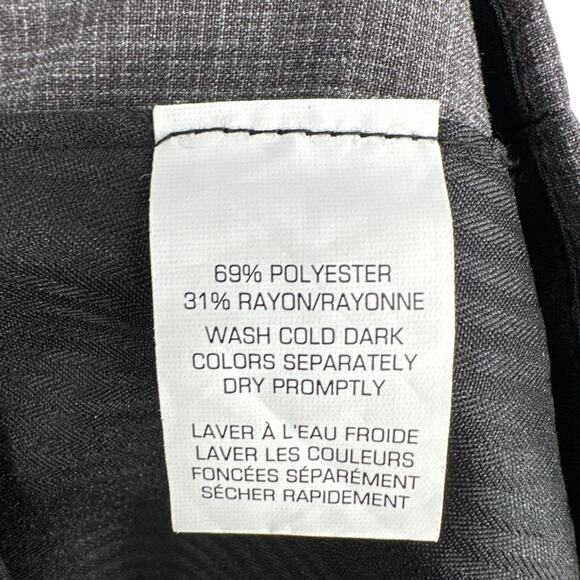 69% POLYESTER
31% RAYON/RAYONNE
WASH COLD DARK
COLORS SEPARATELY
DRY PROMPTLY
LAVER À L'EAU FROIDE
LAVER LES COULEURS
FONCÉES SÉPARÉMENT
SÉCHER RAPIDEMENT